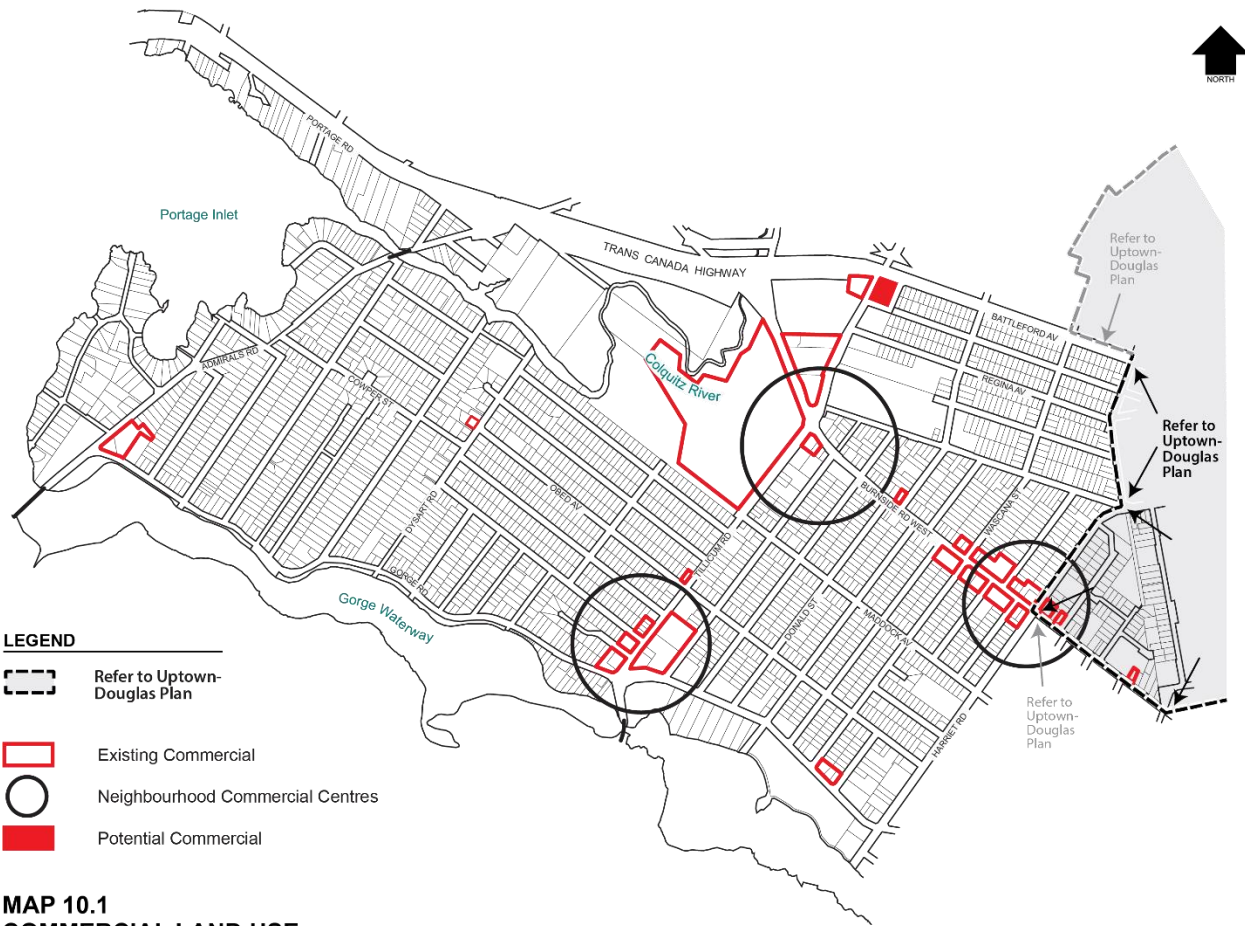 NORTH
PORTAGE RD
Portage Inlet
TRANS CANADA HIGHWAY
Refer to
Uptown-
Douglas
Plan
BATTLEFORD AV
ADMIRALS RD
COWPER ST
Colquitz River
REGINA AV
Refer to
Uptown-
Douglas
Plan
OBED AV
DYSART RD
BURNSIDE RD WEST
WASCANA ST
TILLICUM RD
GORGE RD
Gorge Waterway
DONALD ST
MADDOCK AV
HARRIET RD
Refer to
Uptown-
Douglas
Plan
LEGEND
Refer to Uptown-
Douglas Plan
Existing Commercial
Neighbourhood Commercial Centres
Potential Commercial
MAP 10.1
COMMERCIAL LAND USE